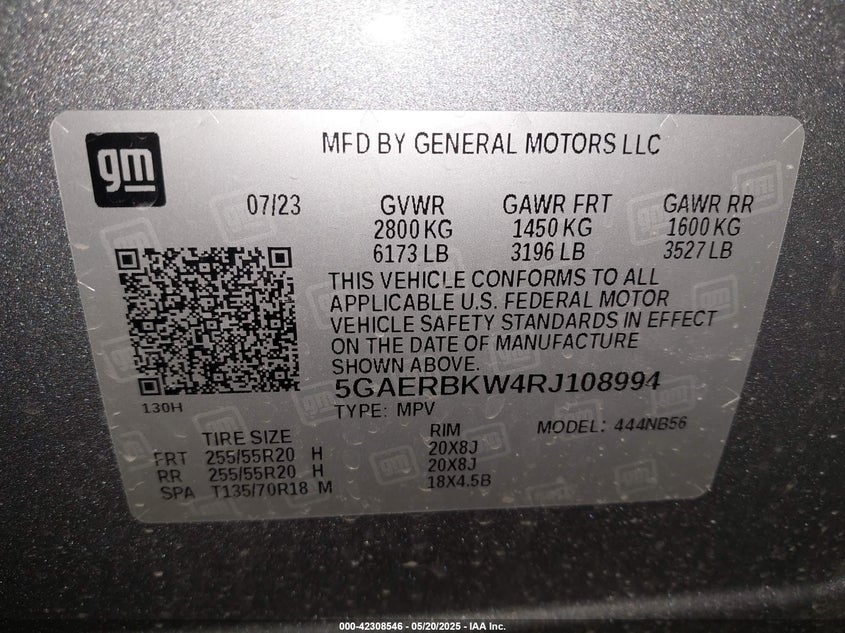 gm
MFD BY GENERAL MOTORS LLC
07/23 GVWR GAWR FRT GAWR RR
2800 KG 1450 KG 1600 KG
6173 LB 3196 LB 3527 LB
THIS VEHICLE CONFORMS TO ALL
APPLICABLE U.S. FEDERAL MOTOR
VEHICLE SAFETY STANDARDS IN EFFECT
ON THE DATE OF MANUFACTURE
SHOWN ABOVE.
5GAERBKW4RJ108994
130H
TYPE: MPV
MODEL: 444NB56
TIRE SIZE RIM
FRT 255/55R20 H 20X8J
RR 255/55R20 H 20X8J
SPA T135/70R18 M 18X4.5B
000-42308546 - 05/20/2025 - IAA Inc.